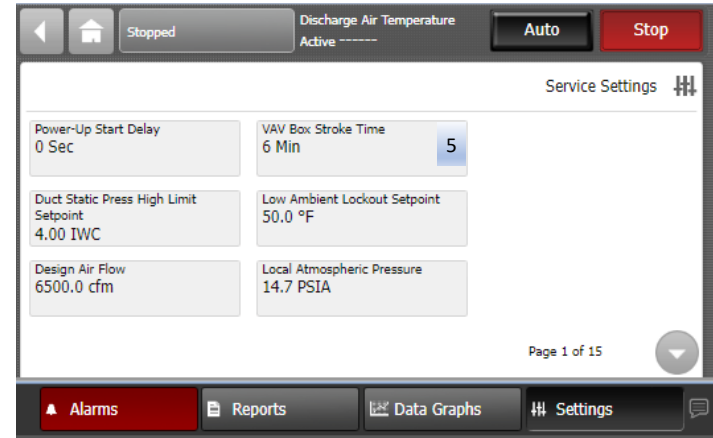 Stopped
Discharge Air Temperature
Active ------
Auto
Stop
Service Settings
Power-Up Start Delay
0 Sec
VAV Box Stroke Time
6 Min
5
Duct Static Press High Limit
Setpoint
4.00 IWC
Low Ambient Lockout Setpoint
50.0 °F
Design Air Flow
6500.0 cfm
Local Atmospheric Pressure
14.7 PSIA
Page 1 of 15
Alarms
Reports
Data Graphs
Settings